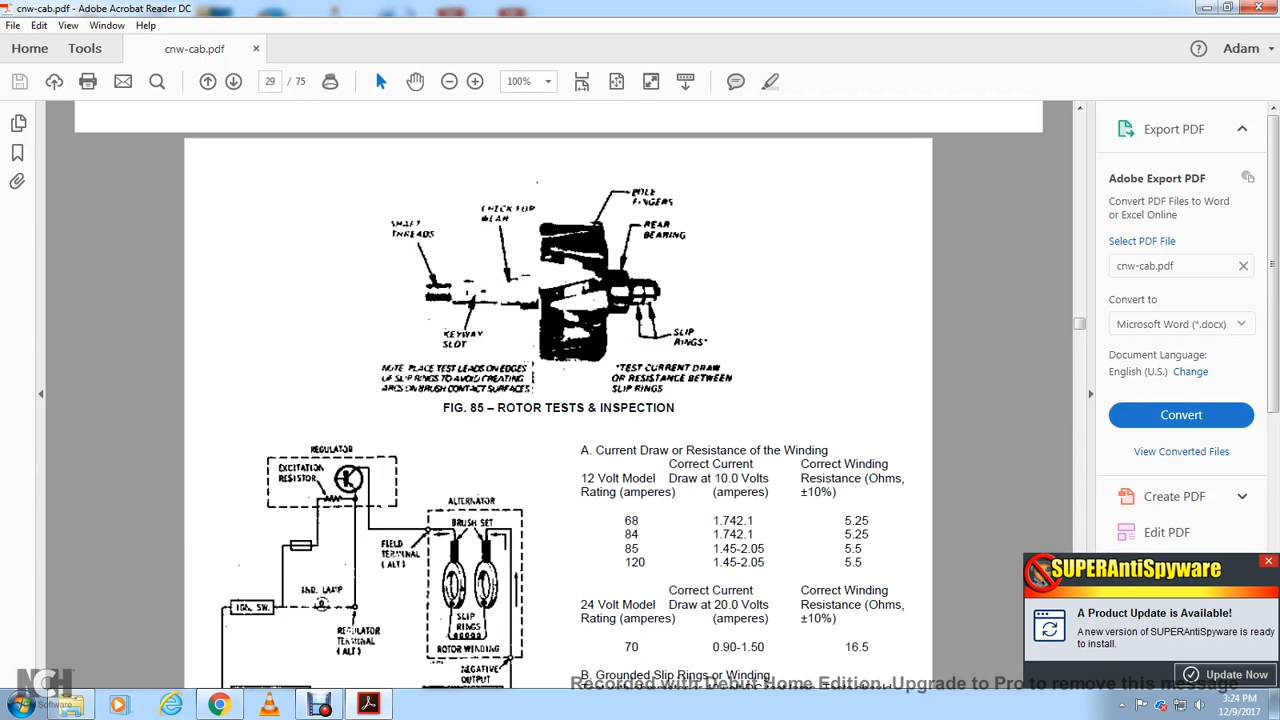 cnw-cab.pdf - Adobe Acrobat Reader DC
File Edit View Window Help
Home Tools cnw-cab.pdf × Adam
29 / 75 100%
POLE
FINGERS
CHECK FOR
WEAR
SHAFT
THREADS
REAR
BEARING
KEYWAY
SLOT
SLIP
RINGS*
NOTE PLACE TEST LEADS ON EDGES
OF SLIP RINGS TO AVOID CREATING
ARCS ON BRUSH CONTACT SURFACES
*TEST CURRENT DRAW
OR RESISTANCE BETWEEN
SLIP RINGS
FIG. 85 – ROTOR TESTS & INSPECTION
REGULATOR
EXCITATION
RESISTOR
ALTERNATOR
BRUSH SET
FIELD
TERMINAL
(ALT)
IND. LAMP
IGN. SW.
SLIP
RINGS
REGULATOR
TERMINAL
(ALT)
ROTOR WINDING
NEGATIVE
OUTPUT
A. Current Draw or Resistance of the Winding
Correct Current Correct Winding
12 Volt Model Draw at 10.0 Volts Resistance (Ohms,
Rating (amperes) (amperes) ±10%)
68 1.742.1 5.25
84 1.742.1 5.25
85 1.45-2.05 5.5
120 1.45-2.05 5.5
Correct Current Correct Winding
24 Volt Model Draw at 20.0 Volts Resistance (Ohms,
Rating (amperes) (amperes) ±10%)
70 0.90-1.50 16.5
B. Grounded Slip Rings or Winding
Export PDF
Adobe Export PDF
Convert PDF Files to Word
or Excel Online
Select PDF File
cnw-cab.pdf
Convert to
Microsoft Word (*.docx)
Document Language:
English (U.S.) Change
Convert
View Converted Files
Create PDF
Edit PDF
SUPERAntiSpyware
A Product Update is Available!
A new version of SUPERAntiSpyware is ready
to install.
Update Now
NCH
Software
Recorded with Debut Home Edition. Upgrade to Pro to remove this message
3:24 PM
12/9/2017